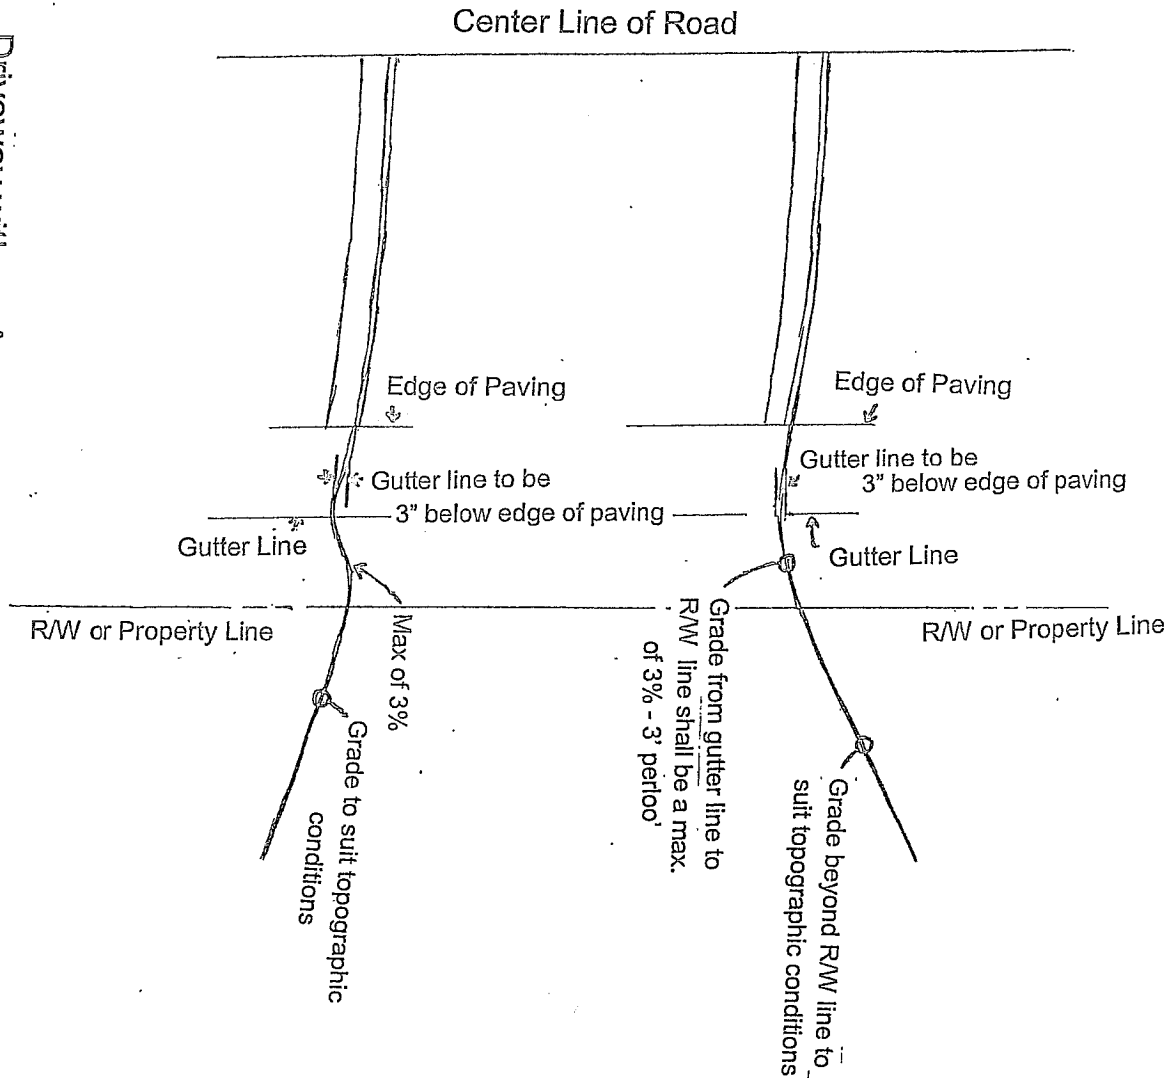 Center Line of Road
Driveway with
Edge of Paving
Edge of Paving
Gutter line to be
3" below edge of paving
Gutter line to be
3" below edge of paving
Gutter Line
Gutter Line
R/W or Property Line
R/W or Property Line
Max of 3%
Grade to suit topographic
conditions
Grade from gutter line to
R/W line shall be a max.
of 3% - 3' perloo'
Grade beyond R/W line to
suit topographic conditions